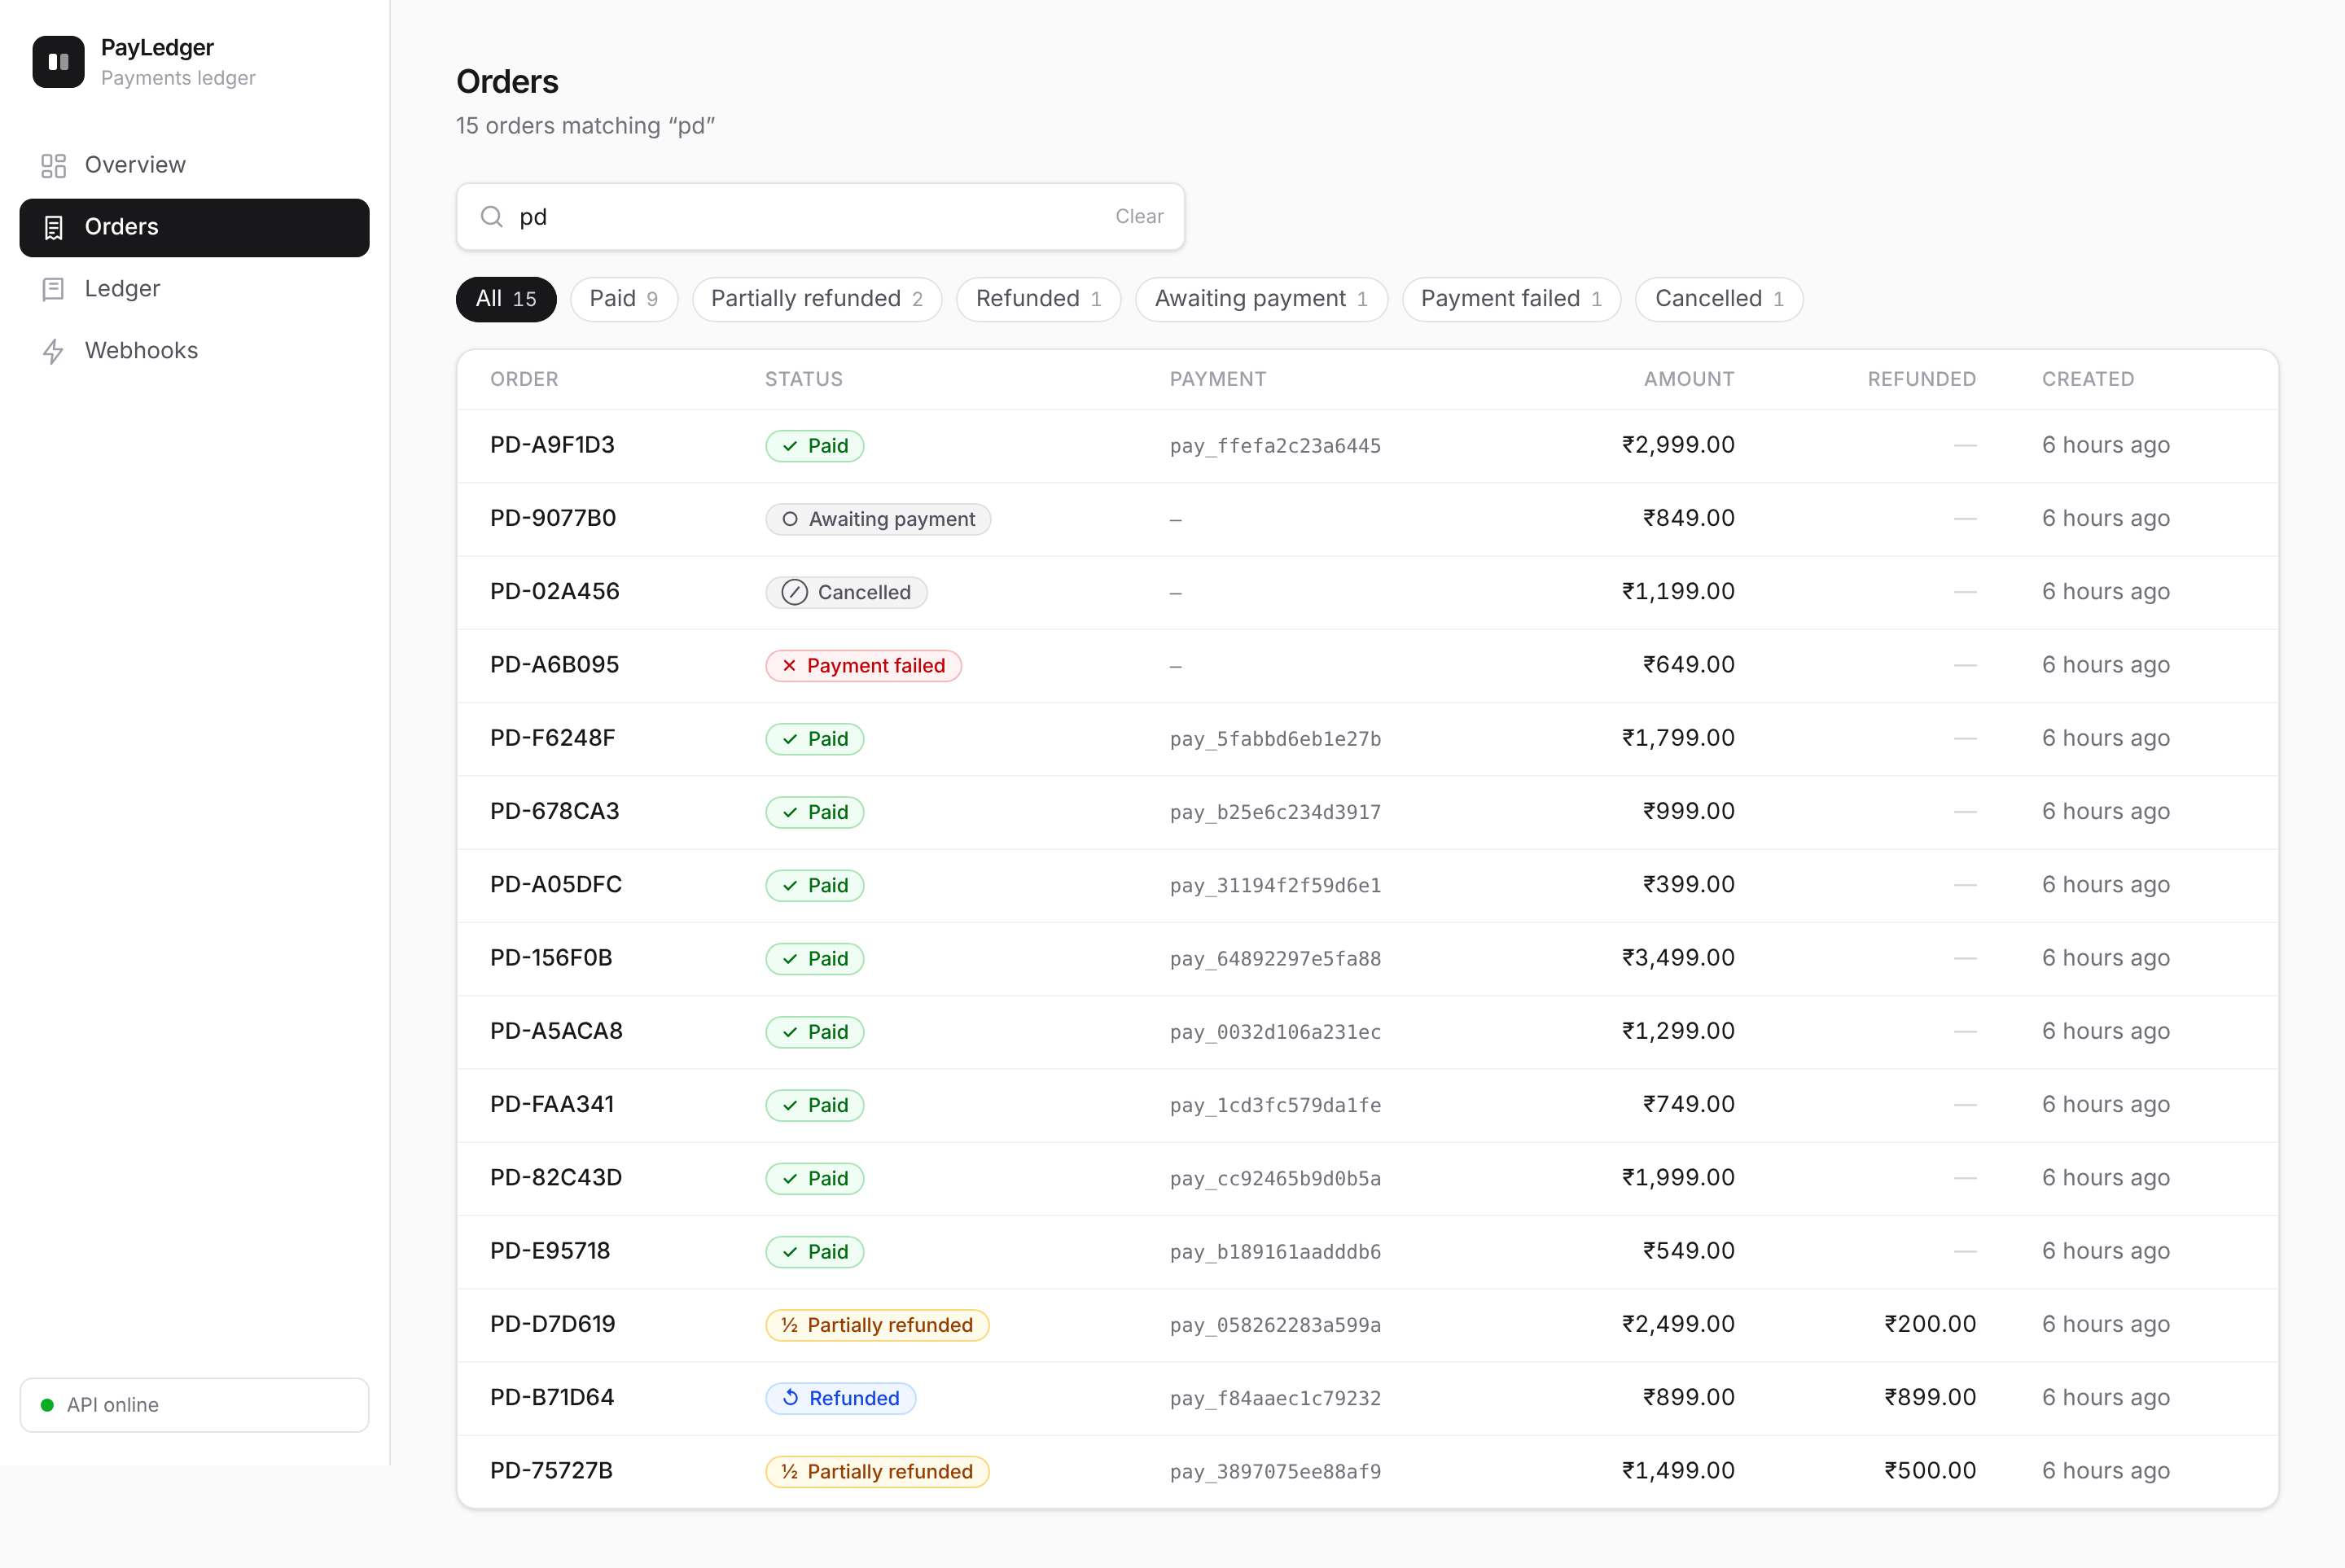 PayLedger
Payments ledger
Overview
Orders
Ledger
Webhooks
API online
Orders
15 orders matching “pd”
pd Clear
All 15 Paid 9 Partially refunded 2 Refunded 1 Awaiting payment 1 Payment failed 1 Cancelled 1
ORDER STATUS PAYMENT AMOUNT REFUNDED CREATED
PD-A9F1D3 Paid pay_ffefa2c23a6445 ₹2,999.00 — 6 hours ago
PD-9077B0 Awaiting payment – ₹849.00 — 6 hours ago
PD-02A456 Cancelled – ₹1,199.00 — 6 hours ago
PD-A6B095 Payment failed – ₹649.00 — 6 hours ago
PD-F6248F Paid pay_5fabbd6eb1e27b ₹1,799.00 — 6 hours ago
PD-678CA3 Paid pay_b25e6c234d3917 ₹999.00 — 6 hours ago
PD-A05DFC Paid pay_31194f2f59d6e1 ₹399.00 — 6 hours ago
PD-156F0B Paid pay_64892297e5fa88 ₹3,499.00 — 6 hours ago
PD-A5ACA8 Paid pay_0032d106a231ec ₹1,299.00 — 6 hours ago
PD-FAA341 Paid pay_1cd3fc579da1fe ₹749.00 — 6 hours ago
PD-82C43D Paid pay_cc92465b9d0b5a ₹1,999.00 — 6 hours ago
PD-E95718 Paid pay_b189161aadddb6 ₹549.00 — 6 hours ago
PD-D7D619 ½ Partially refunded pay_058262283a599a ₹2,499.00 ₹200.00 6 hours ago
PD-B71D64 Refunded pay_f84aaec1c79232 ₹899.00 ₹899.00 6 hours ago
PD-75727B ½ Partially refunded pay_3897075ee88af9 ₹1,499.00 ₹500.00 6 hours ago